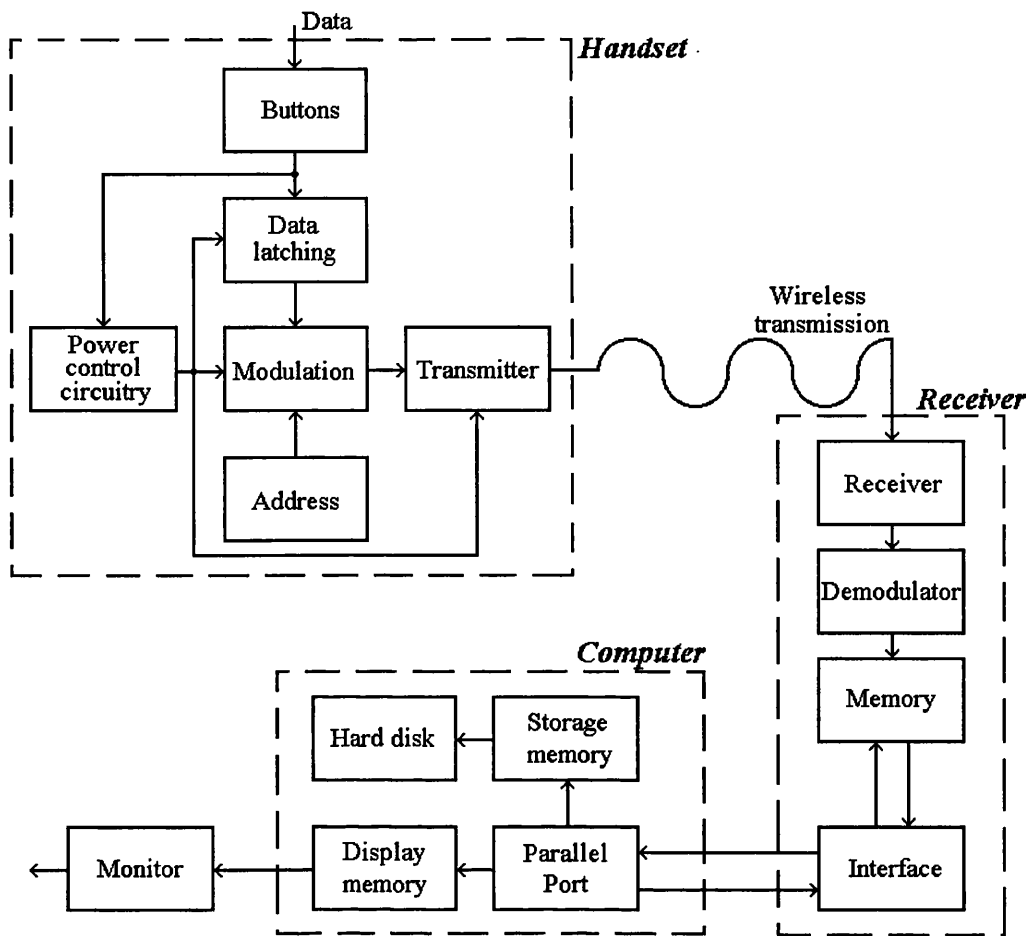 Data
Handset
Buttons
Data
latching
Power
control
circuitry
Modulation
Transmitter
Address
Wireless
transmission
Receiver
Receiver
Demodulator
Memory
Interface
Computer
Hard disk
Storage
memory
Monitor
Display
memory
Parallel
Port